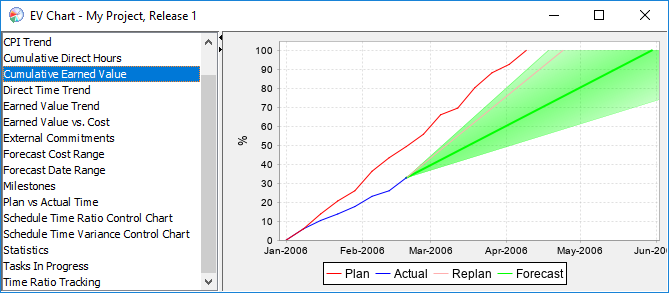 EV Chart - My Project, Release 1
CPI Trend
Cumulative Direct Hours
Cumulative Earned Value
Direct Time Trend
Earned Value Trend
Earned Value vs. Cost
External Commitments
Forecast Cost Range
Forecast Date Range
Milestones
Plan vs Actual Time
Schedule Time Ratio Control Chart
Schedule Time Variance Control Chart
Statistics
Tasks In Progress
Time Ratio Tracking
%
100
90
80
70
60
50
40
30
20
10
0
Jan-2006 Feb-2006 Mar-2006 Apr-2006 May-2006 Jun-2006
Plan Actual Replan Forecast